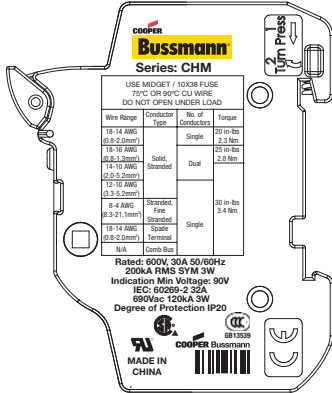 COOPER
Bussmann®
Series: CHM
1 Press
2 Turn
USE MIDGET / 10X38 FUSE
75ºC OR 90ºC CU WIRE
DO NOT OPEN UNDER LOAD
Wire Range Conductor Type No. of Conductors Torque
18-14 AWG (0.8-2.0mm²) Solid, Stranded Single 20 in-lbs 2.3 Nm
18-16 AWG (0.8-1.3mm²) Dual 25 in-lbs 2.8 Nm
14-10 AWG (2.0-5.2mm²) 30 in-lbs 3.4 Nm
12-10 AWG (3.3-5.2mm²) Single
8-4 AWG (8.3-21.1mm²) Stranded, Fine Stranded
18-14 AWG (0.8-2.0mm²) Spade Terminal
N/A Comb Bus
Rated: 600V, 30A 50/60Hz
200kA RMS SYM 3W
Indication Min Voltage: 90V
IEC: 60269-2 32A
690Vac 120kA 3W
Degree of Protection IP20
GB13539
COOPER Bussmann
MADE IN
CHINA
CE